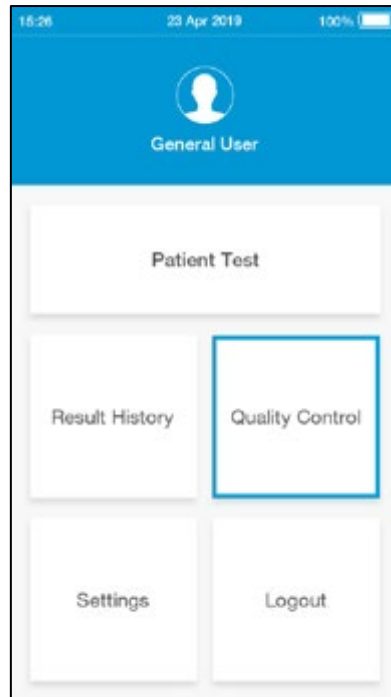 15:26 23 Apr 2019 100%
General User
Patient Test
Result History Quality Control
Settings Logout